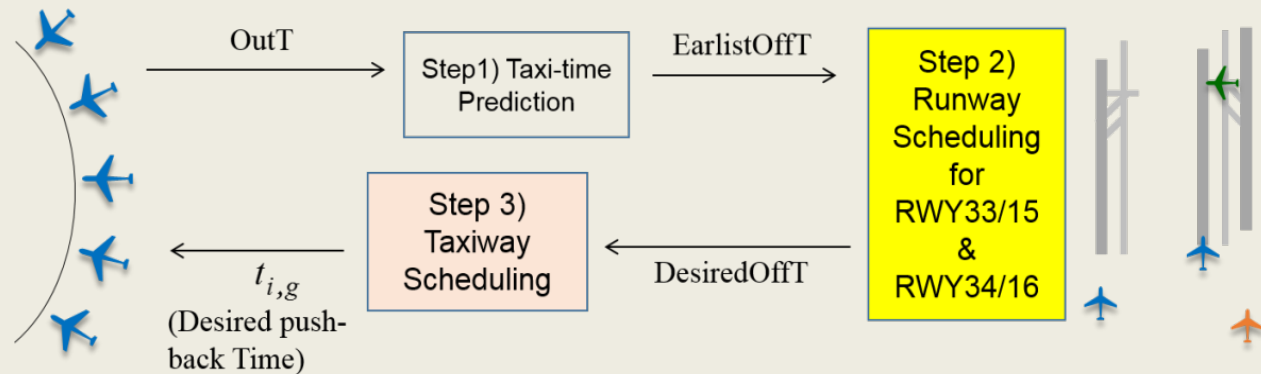 OutT
Step1) Taxi-time
Prediction
EarlistOffT
Step 2)
Runway
Scheduling
for
RWY33/15
&
RWY34/16
DesiredOffT
Step 3)
Taxiway
Scheduling
t_{i,g}
(Desired push-
back Time)